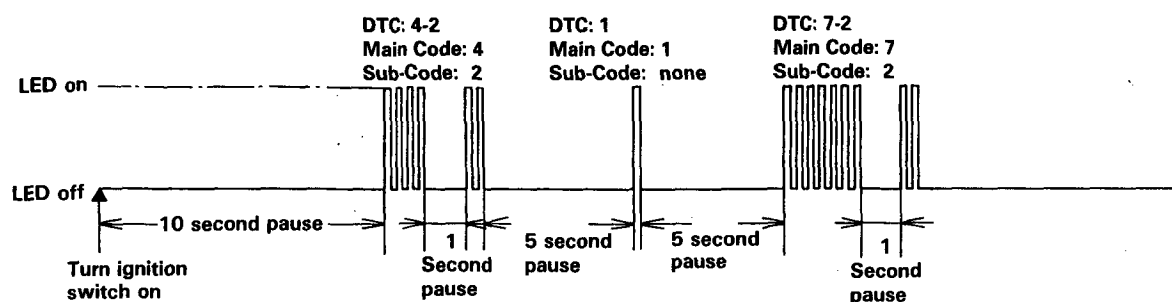 DTC: 4-2
Main Code: 4
Sub-Code: 2
DTC: 1
Main Code: 1
Sub-Code: none
DTC: 7-2
Main Code: 7
Sub-Code: 2
LED on
LED off
10 second pause
1
Second
pause
5 second
pause
5 second
pause
1
Second
pause
Turn ignition
switch on